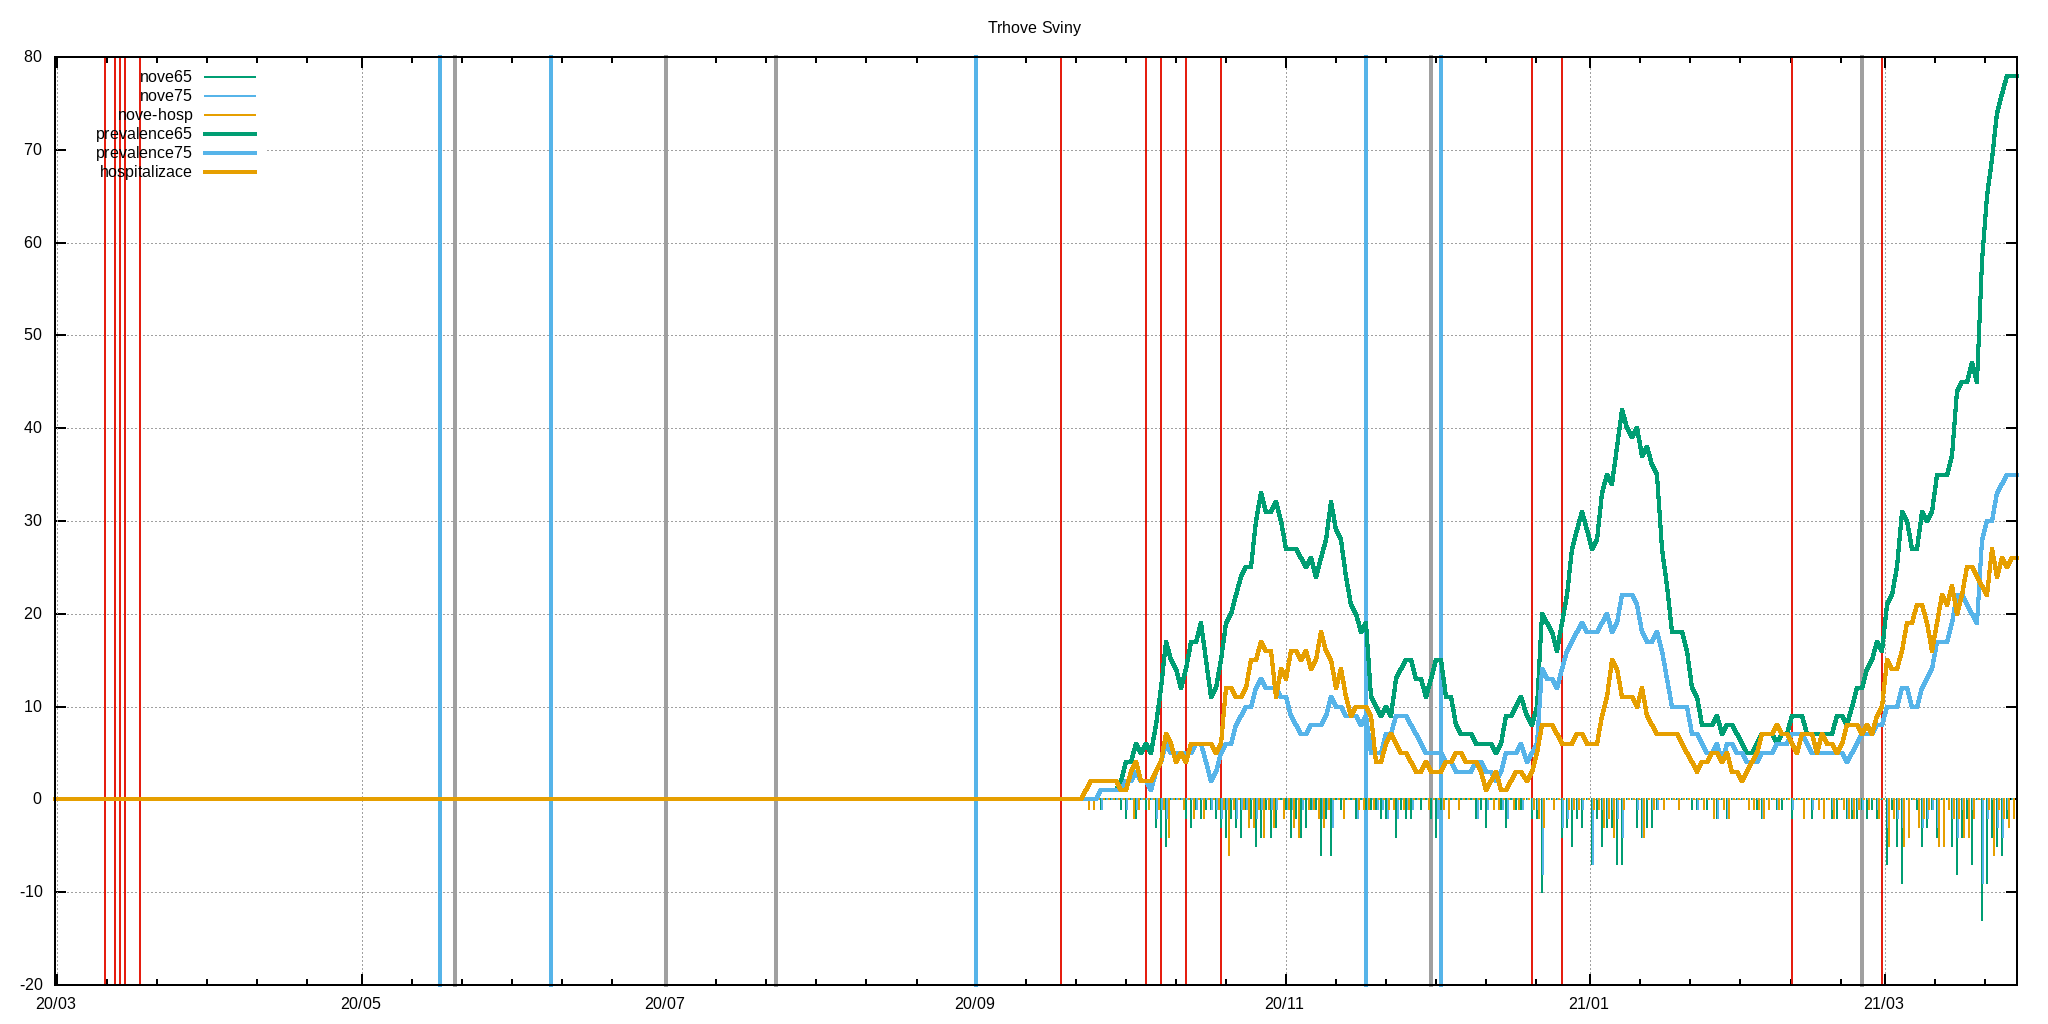 Trhove Sviny
80
70
60
50
40
30
20
10
0
-10
-20
nove65
nove75
nove-hosp
prevalence65
prevalence75
hospitalizace
20/03 20/05 20/07 20/09 20/11 21/01 21/03